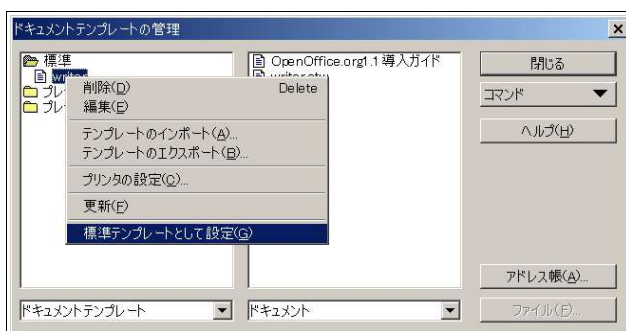 ドキュメントテンプレートの管理
標準
writer
プレ
プレ
削除(D) Delete
編集(E)
テンプレートのインポート(A)...
テンプレートのエクスポート(B)...
プリンタの設定(C)...
更新(F)
標準テンプレートとして設定(G)
ドキュメントテンプレート
OpenOffice.org1.1 導入ガイド
writer.stw
ドキュメント
閉じる
コマンド
ヘルプ(H)
アドレス帳(A)...
ファイル(E)...